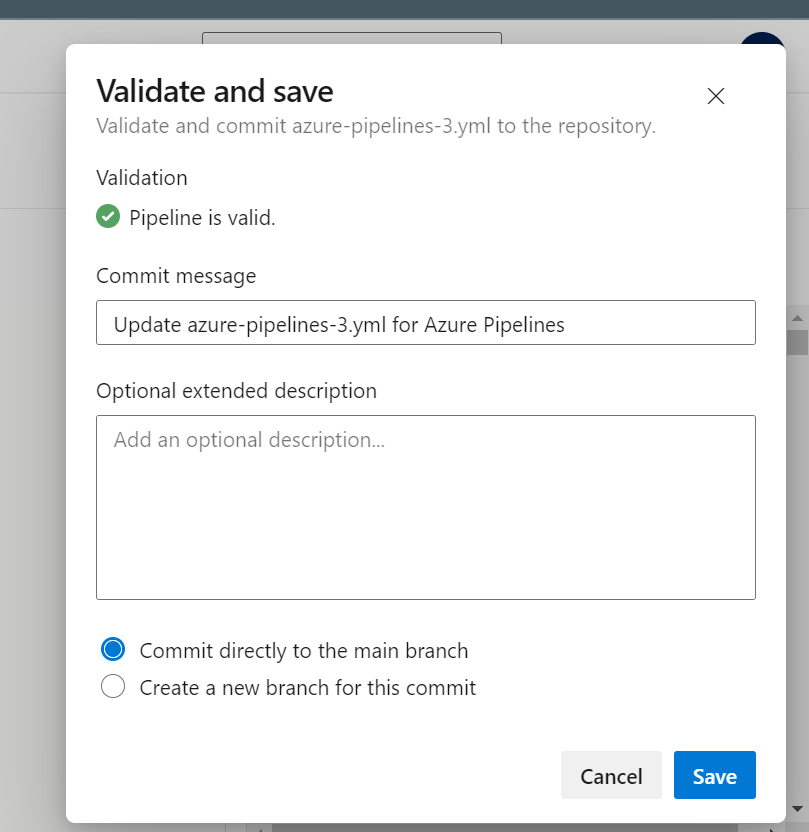 Validate and save
Validate and commit azure-pipelines-3.yml to the repository.
Validation
Pipeline is valid.
Commit message
Update azure-pipelines-3.yml for Azure Pipelines
Optional extended description
Add an optional description...
Commit directly to the main branch
Create a new branch for this commit
Cancel
Save